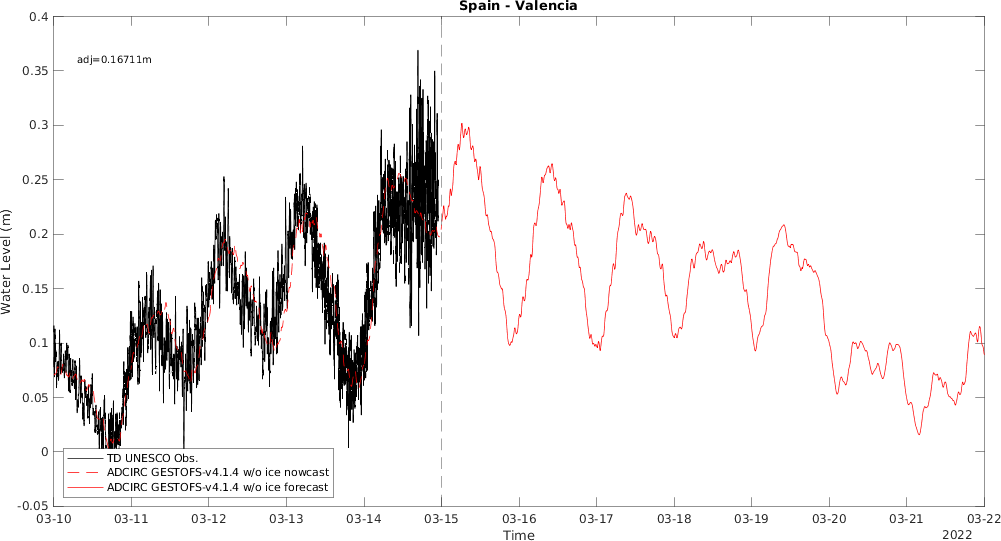 Spain - Valencia
adj=0.16711m
0.4
0.35
0.3
0.25
0.2
0.15
0.1
0.05
0
-0.05
Water Level (m)
TD UNESCO Obs.
ADCIRC GESTOFS-v4.1.4 w/o ice nowcast
ADCIRC GESTOFS-v4.1.4 w/o ice forecast
03-10 03-11 03-12 03-13 03-14 03-15 03-16 03-17 03-18 03-19 03-20 03-21 03-22
Time
2022